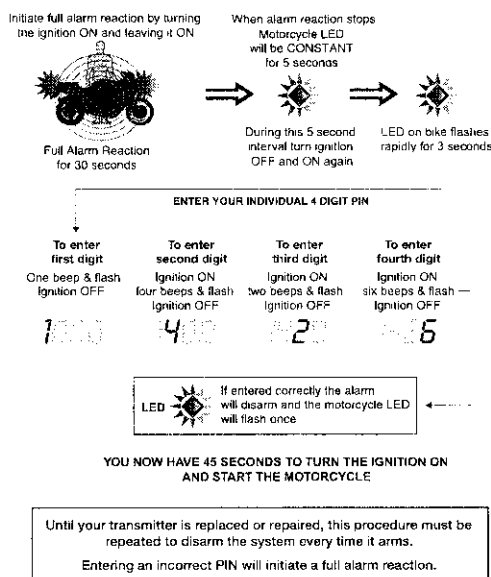 Initiate full alarm reaction by turning
the ignition ON and leaving it ON
Full Alarm Reaction
for 30 seconds
When alarm reaction stops
Motorcycle LED
will be CONSTANT
for 5 seconds
During this 5 second
interval turn ignition
OFF and ON again
LED on bike flashes
rapidly for 3 seconds
ENTER YOUR INDIVIDUAL 4 DIGIT PIN
To enter
first digit
One beep & flash
Ignition OFF
1
To enter
second digit
Ignition ON
four beeps & flash
Ignition OFF
4
To enter
third digit
Ignition ON
two beeps & flash
Ignition OFF
2
To enter
fourth digit
Ignition ON
six beeps & flash —
Ignition OFF
6
LED
If entered correctly the alarm
will disarm and the motorcycle LED
will flash once
YOU NOW HAVE 45 SECONDS TO TURN THE IGNITION ON
AND START THE MOTORCYCLE
Until your transmitter is replaced or repaired, this procedure must be
repeated to disarm the system every time it arms.
Entering an incorrect PIN will initiate a full alarm reaction.